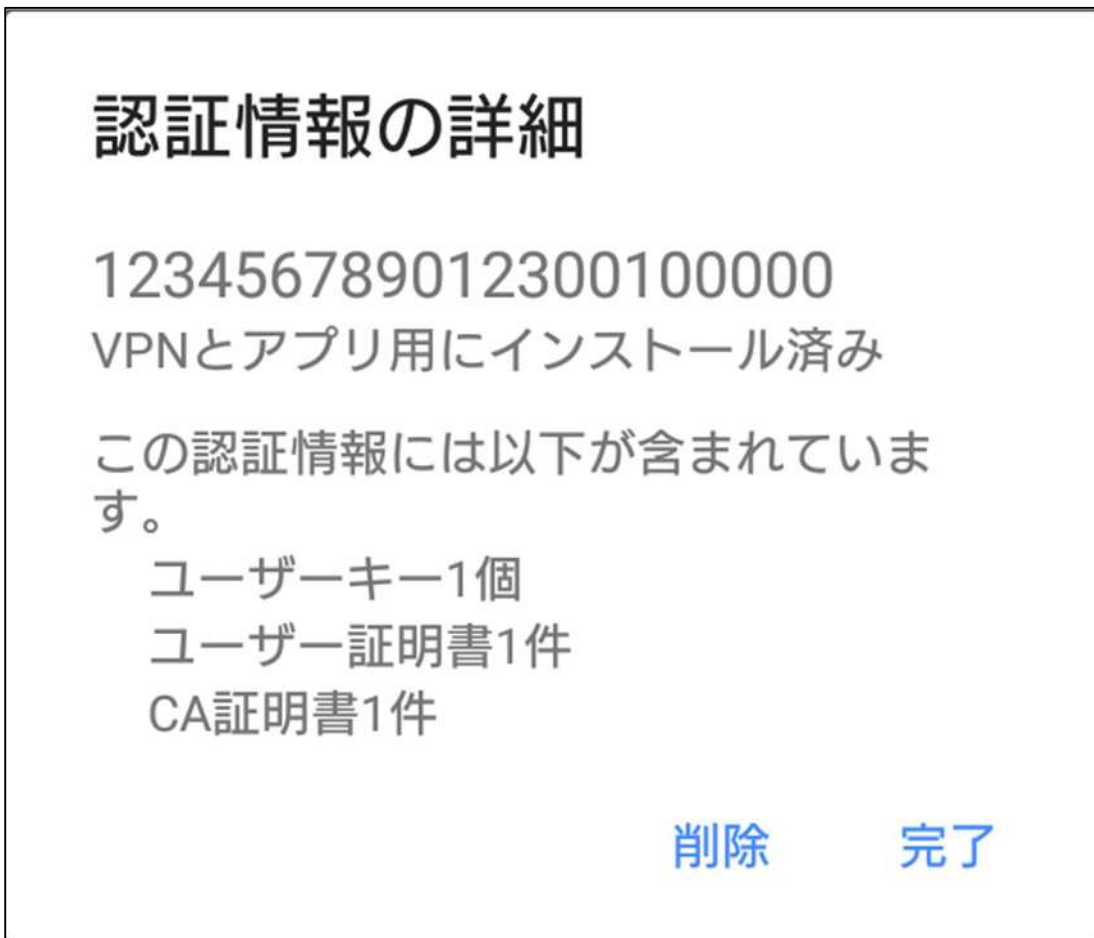 認証情報の詳細
123456789012300100000
VPNとアプリ用にインストール済み
この認証情報には以下が含まれていま
す。
ユーザーキー1個
ユーザー証明書1件
CA証明書1件
削除 完了